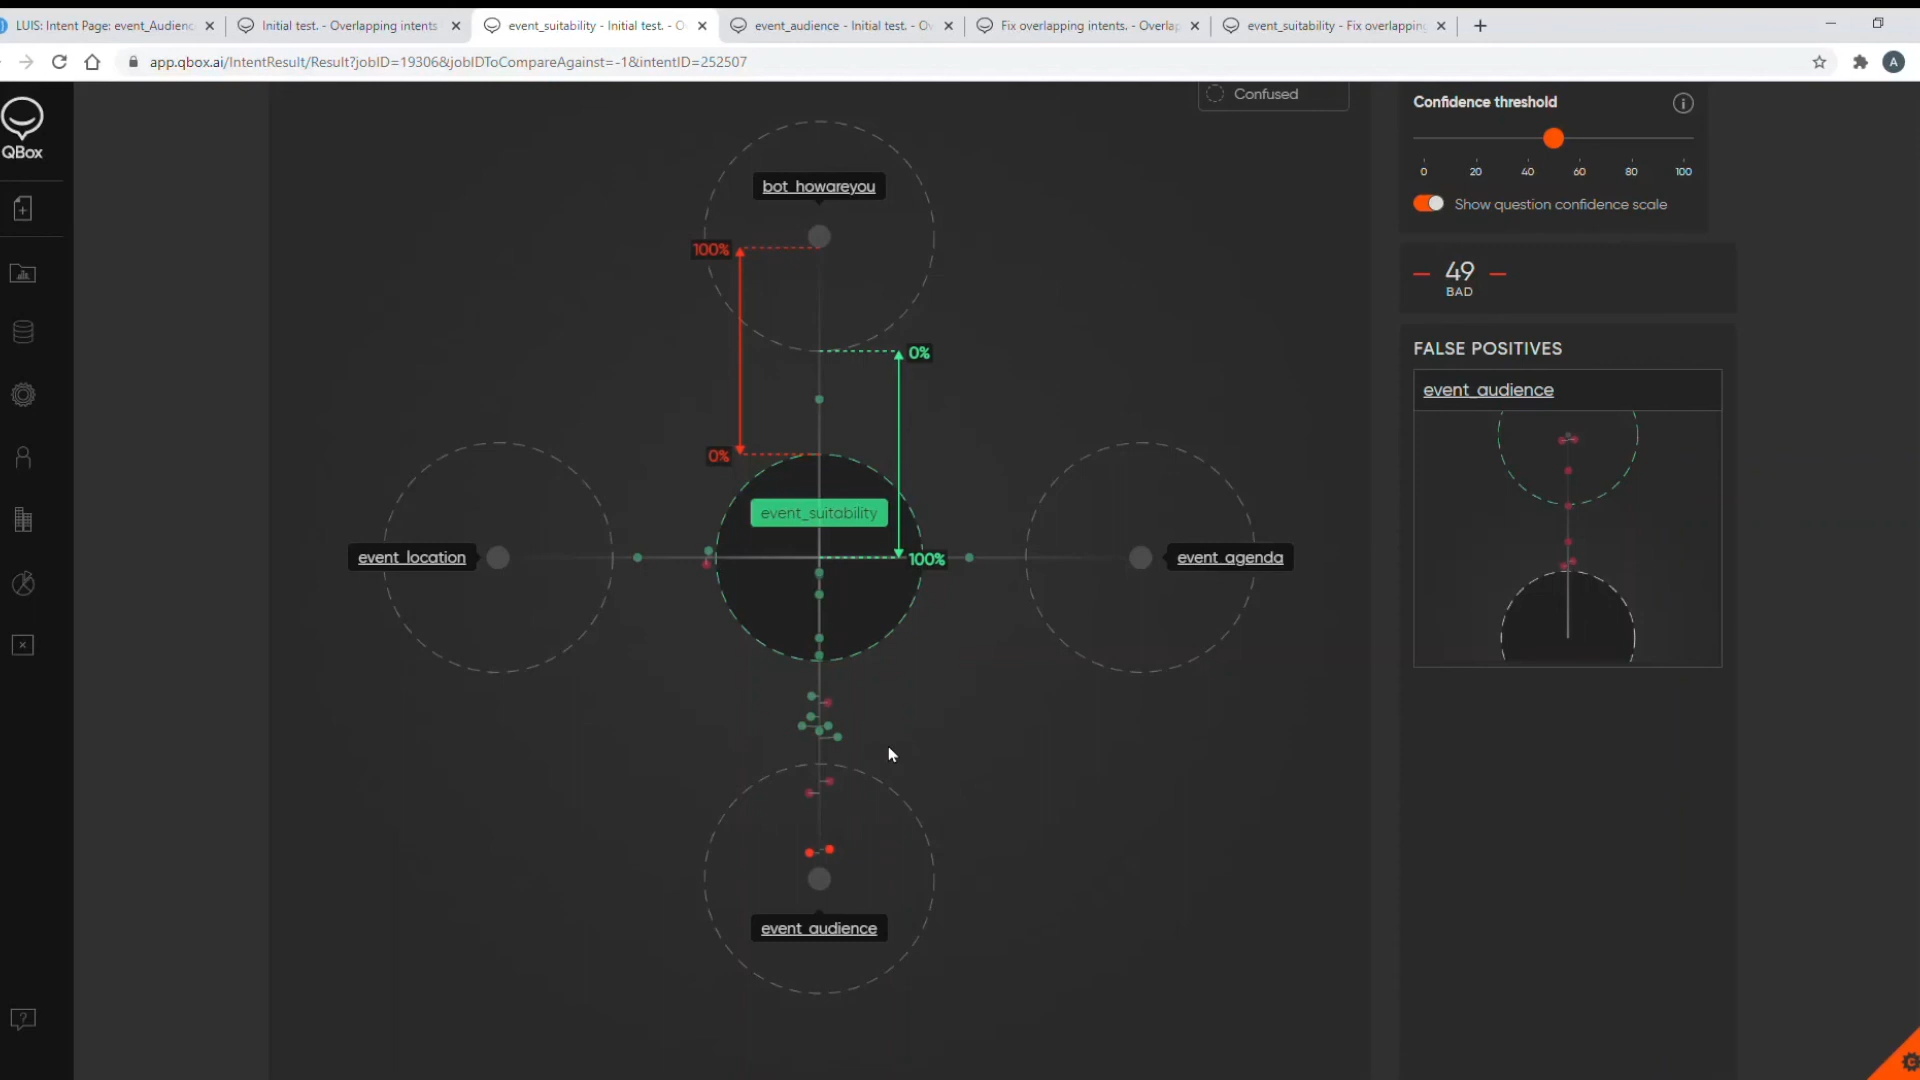 LUIS: Intent Page: event_Audienc
Initial test. - Overlapping intents
event_suitability - Initial test. - O
event_audience - Initial test. - Ov
Fix overlapping intents. - Overlap
event_suitability - Fix overlapping
app.qbox.ai/IntentResult/Result?jobID=19306&jobIDToCompareAgainst=-1&intentID=252507
A
QBox
Confused
bot_howareyou
100%
0%
0%
event_suitability
100%
event_location
event_agenda
event_audience
Confidence threshold
0 20 40 60 80 100
Show question confidence scale
49
BAD
FALSE POSITIVES
event_audience